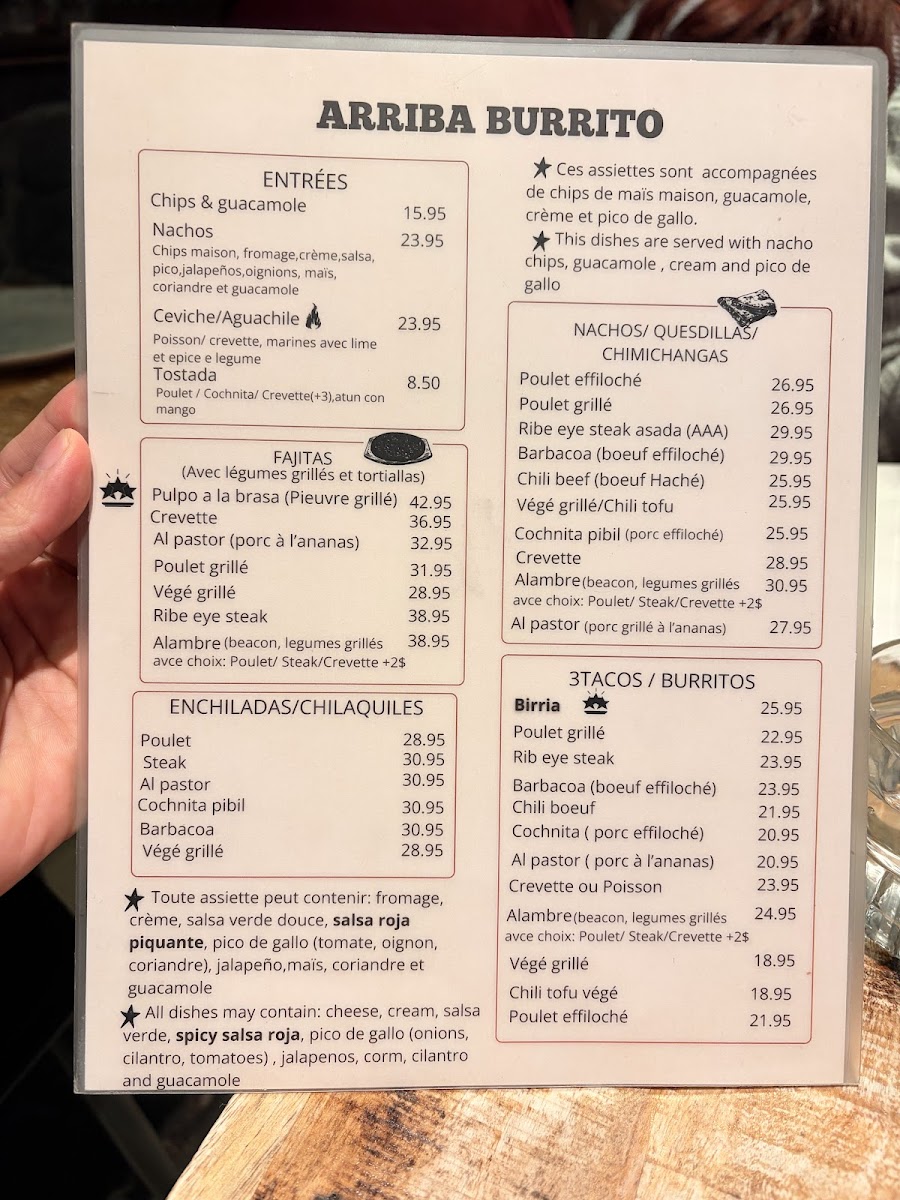 ARRIBA BURRITO
ENTRÉES
Chips & guacamole 15.95
Nachos 23.95
Chips maison, fromage,crème,salsa,
pico,jalapeños,oignions, maïs,
coriandre et guacamole
Ceviche/Aguachile 23.95
Poisson/ crevette, marines avec lime
et epice e legume
Tostada 8.50
Poulet / Cochnita/ Crevette(+3),atun con
mango
FAJITAS
(Avec légumes grillés et tortiallas)
Pulpo a la brasa (Pieuvre grillé) 42.95
Crevette 36.95
Al pastor (porc à l'ananas) 32.95
Poulet grillé 31.95
Végé grillé 28.95
Ribe eye steak 38.95
Alambre (beacon, legumes grillés 38.95
avce choix: Poulet/ Steak/Crevette +2$
ENCHILADAS/CHILAQUILES
Poulet 28.95
Steak 30.95
Al pastor 30.95
Cochnita pibil 30.95
Barbacoa 30.95
Végé grillé 28.95
Toute assiette peut contenir: fromage,
crème, salsa verde douce, salsa roja
piquante, pico de gallo (tomate, oignon,
coriandre), jalapeño,maïs, coriandre et
guacamole
All dishes may contain: cheese, cream, salsa
verde, spicy salsa roja, pico de gallo (onions,
cilantro, tomatoes) , jalapenos, corm, cilantro
and guacamole
Ces assiettes sont accompagnées
de chips de maïs maison, guacamole,
crème et pico de gallo.
This dishes are served with nacho
chips, guacamole , cream and pico de
gallo
NACHOS/ QUESDILLAS/
CHIMICHANGAS
Poulet effiloché 26.95
Poulet grillé 26.95
Ribe eye steak asada (AAA) 29.95
Barbacoa (boeuf effiloché) 29.95
Chili beef (boeuf Haché) 25.95
Végé grillé/Chili tofu 25.95
Cochnita pibil (porc effiloché) 25.95
Crevette 28.95
Alambre (beacon, legumes grillés 30.95
avce choix: Poulet/ Steak/Crevette +2$
Al pastor (porc grillé à l'ananas) 27.95
3TACOS / BURRITOS
Birria 25.95
Poulet grillé 22.95
Rib eye steak 23.95
Barbacoa (boeuf effiloché) 23.95
Chili boeuf 21.95
Cochnita ( porc effiloché) 20.95
Al pastor ( porc à l'ananas) 20.95
Crevette ou Poisson 23.95
Alambre (beacon, legumes grillés 24.95
avce choix: Poulet/ Steak/Crevette +2$
Végé grillé 18.95
Chili tofu végé 18.95
Poulet effiloché 21.95